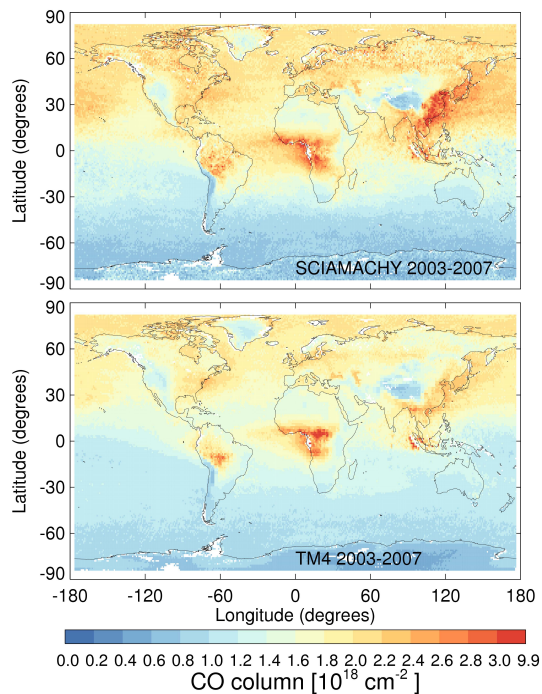 90
60
30
0
-30
-60
-90
Latitude (degrees)
SCIAMACHY 2003-2007
90
60
30
0
-30
-60
-90
Latitude (degrees)
TM4 2003-2007
-180 -120 -60 0 60 120 180
Longitude (degrees)
0.0 0.2 0.4 0.6 0.8 1.0 1.2 1.4 1.6 1.8 2.0 2.2 2.4 2.6 2.8 3.0 9.9
CO column [10¹⁸ cm⁻²]